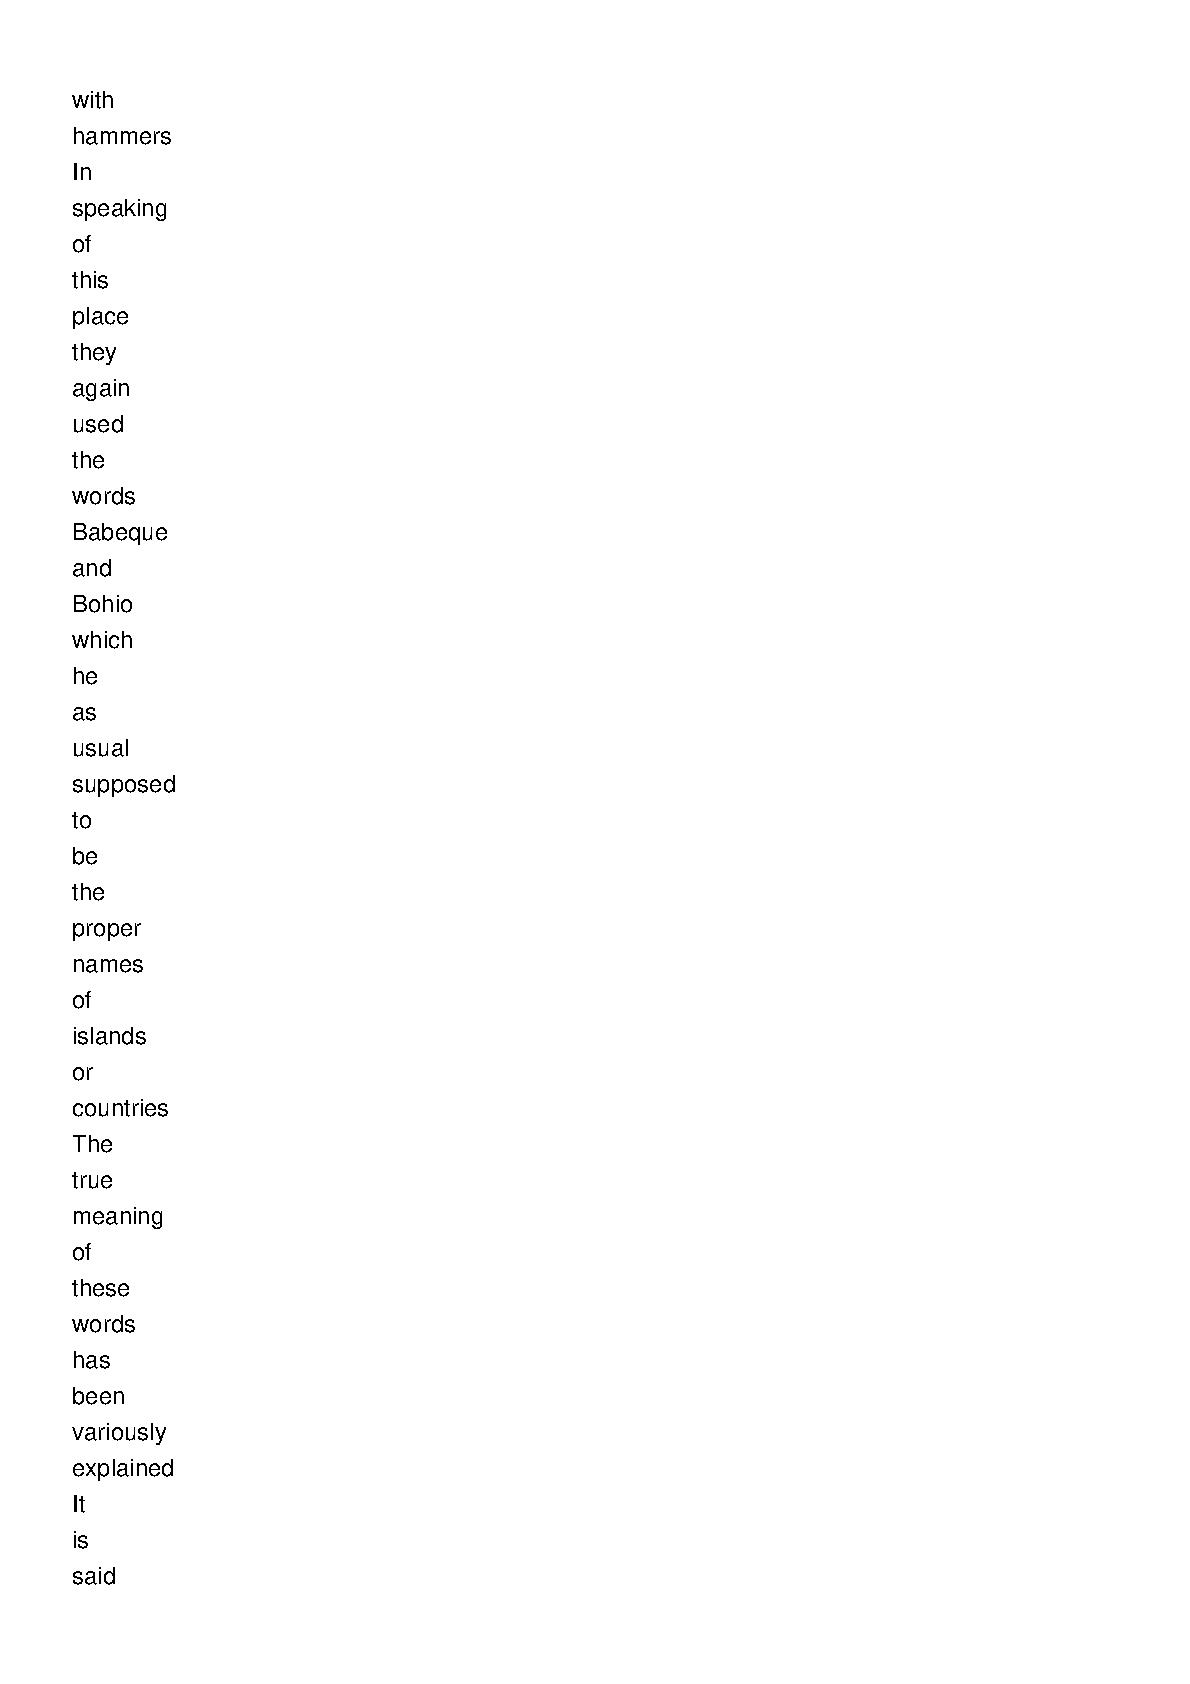 with
hammers
In
speaking
of
this
place
they
again
used
the
words
Babeque
and
Bohio
which
he
as
usual
supposed
to
be
the
proper
names
of
islands
or
countries
The
true
meaning
of
these
words
has
been
variously
explained
It
is
said